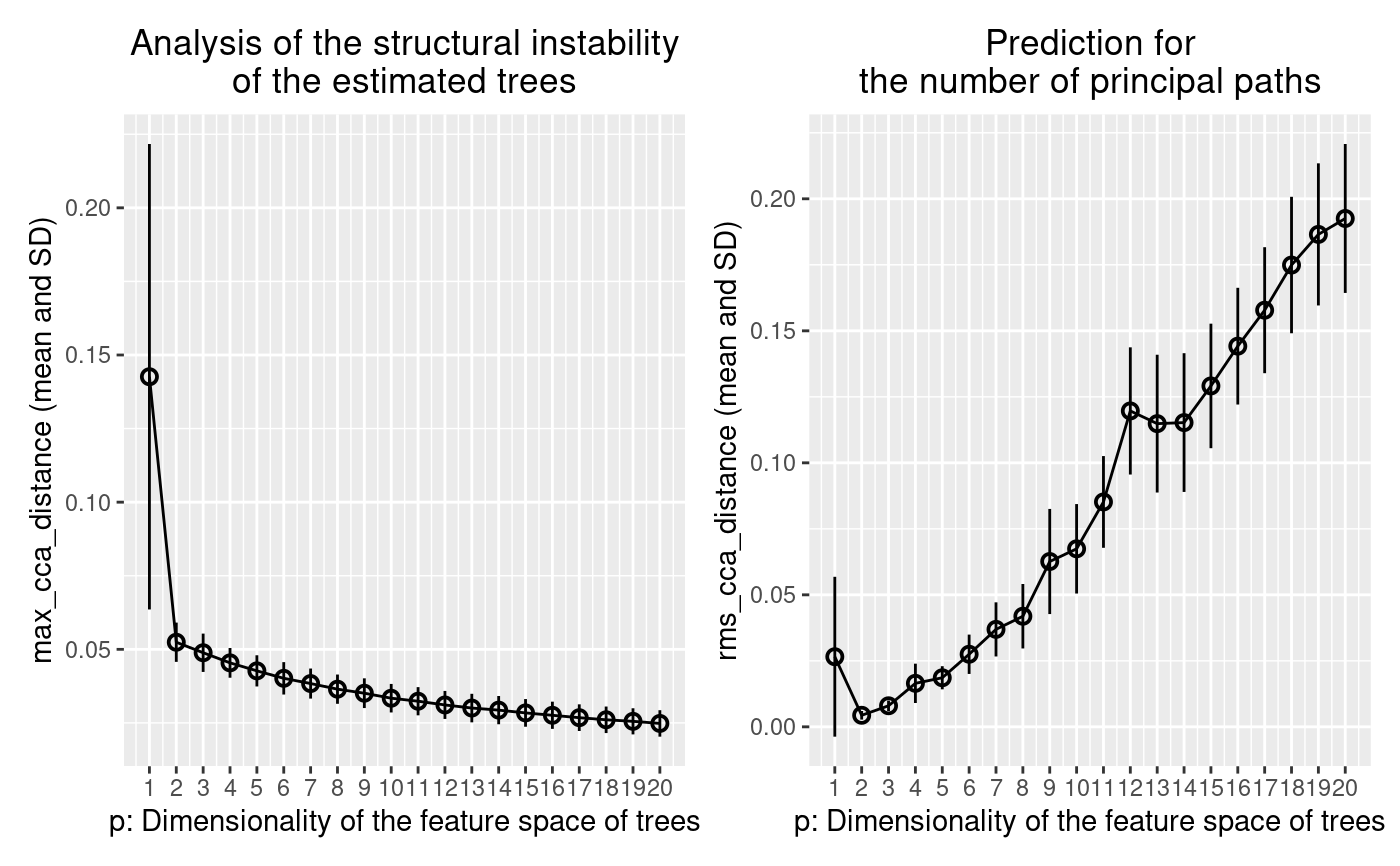 Analysis of the structural instability
of the estimated trees
max_cca_distance (mean and SD)
0.20
0.15
0.10
0.05
1 2 3 4 5 6 7 8 9 10 11 12 13 14 15 16 17 18 19 20
p: Dimensionality of the feature space of trees
Prediction for
the number of principal paths
rms_cca_distance (mean and SD)
0.20
0.15
0.10
0.05
0.00
1 2 3 4 5 6 7 8 9 10 11 12 13 14 15 16 17 18 19 20
p: Dimensionality of the feature space of trees